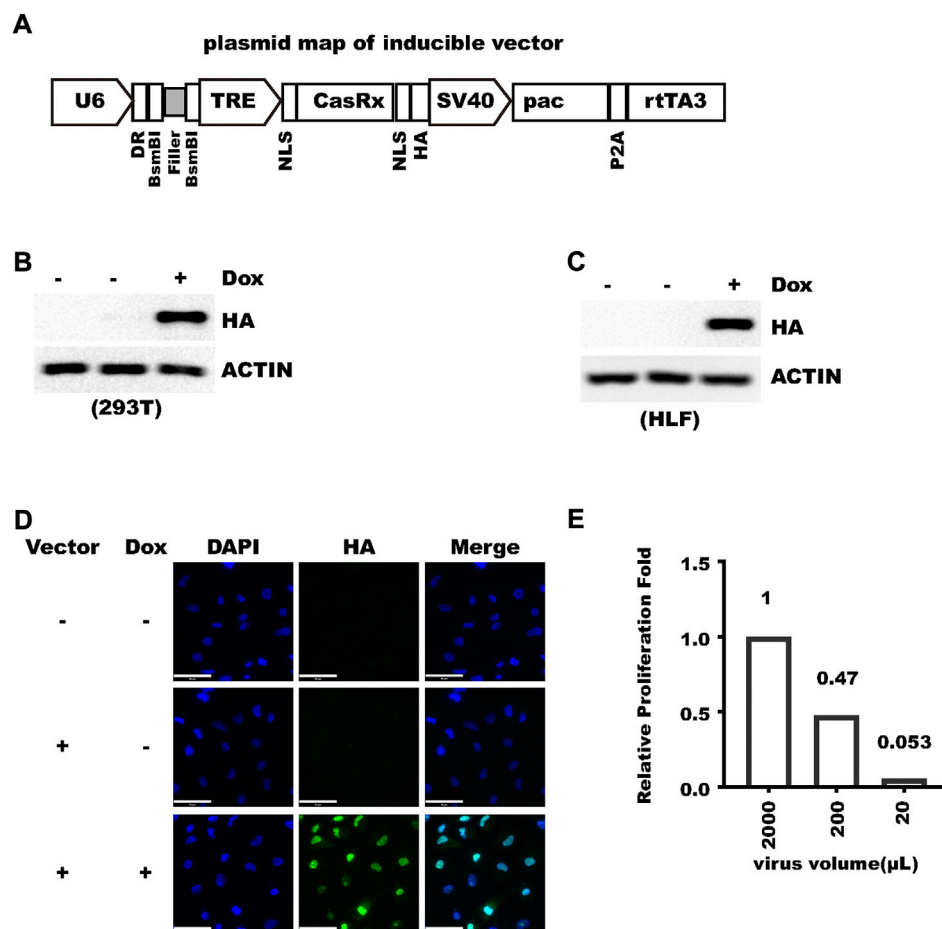 A
plasmid map of inducible vector
U6
TRE
CasRx
SV40
pac
rtTA3
DR
BsmBI
Filler
BsmBI
NLS
NLS
HA
P2A
B
- - + Dox
HA
ACTIN
(293T)
C
- - + Dox
HA
ACTIN
(HLF)
D
Vector Dox DAPI HA Merge
- -
+ -
+ +
E
Relative Proliferation Fold
1.5
1.0
0.5
0.0
1
0.47
0.053
2000
200
20
virus volume(µL)